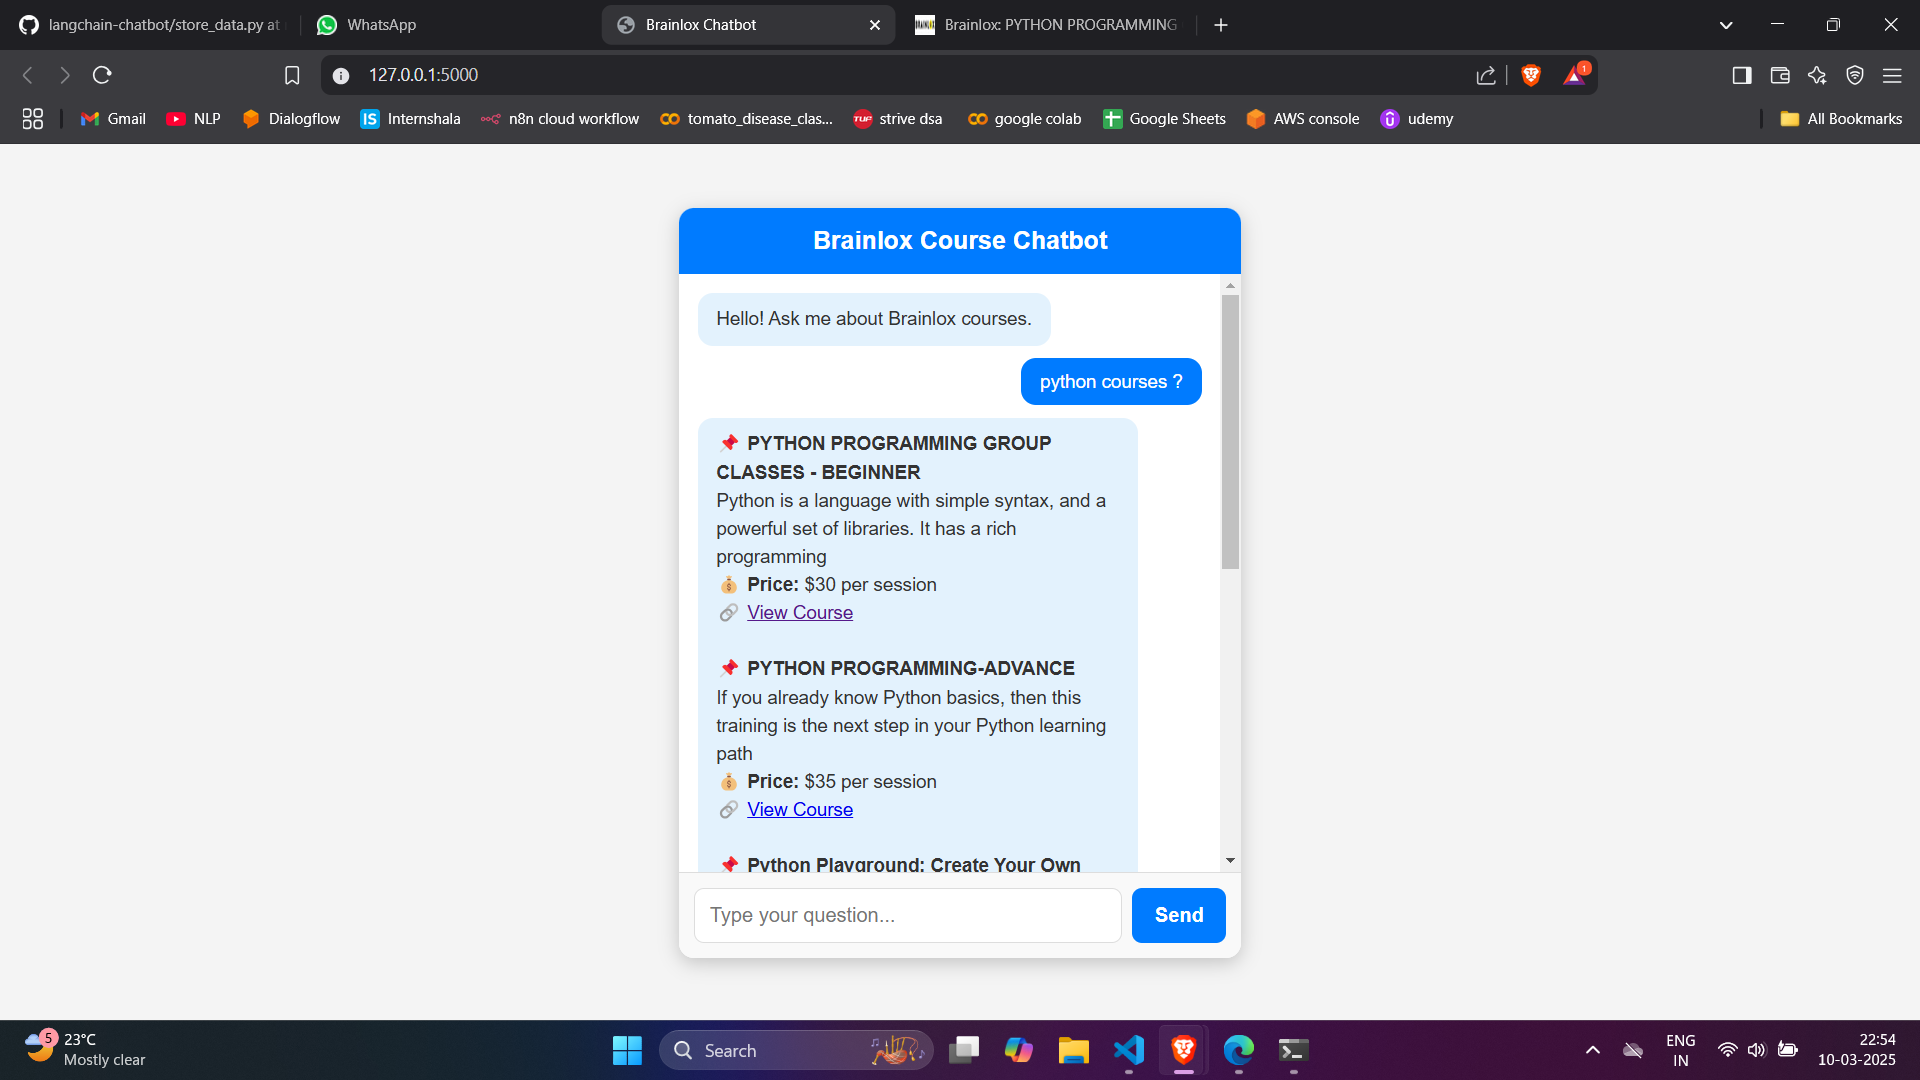 langchain-chatbot/store_data.py at
WhatsApp
Brainlox Chatbot
Brainlox: PYTHON PROGRAMMING
127.0.0.1:5000
1
Gmail
NLP
Dialogflow
IS
Internshala
n8n cloud workflow
tomato_disease_clas...
TUF
strive dsa
google colab
Google Sheets
AWS console
udemy
All Bookmarks
Brainlox Course Chatbot
Hello! Ask me about Brainlox courses.
python courses ?
📌 PYTHON PROGRAMMING GROUP
CLASSES - BEGINNER
Python is a language with simple syntax, and a
powerful set of libraries. It has a rich
programming
💰 Price: $30 per session
🔗 View Course
📌 PYTHON PROGRAMMING-ADVANCE
If you already know Python basics, then this
training is the next step in your Python learning
path
💰 Price: $35 per session
🔗 View Course
📌 Python Playground: Create Your Own
Type your question...
Send
5
23°C
Mostly clear
Search
ENG
IN
22:54
10-03-2025